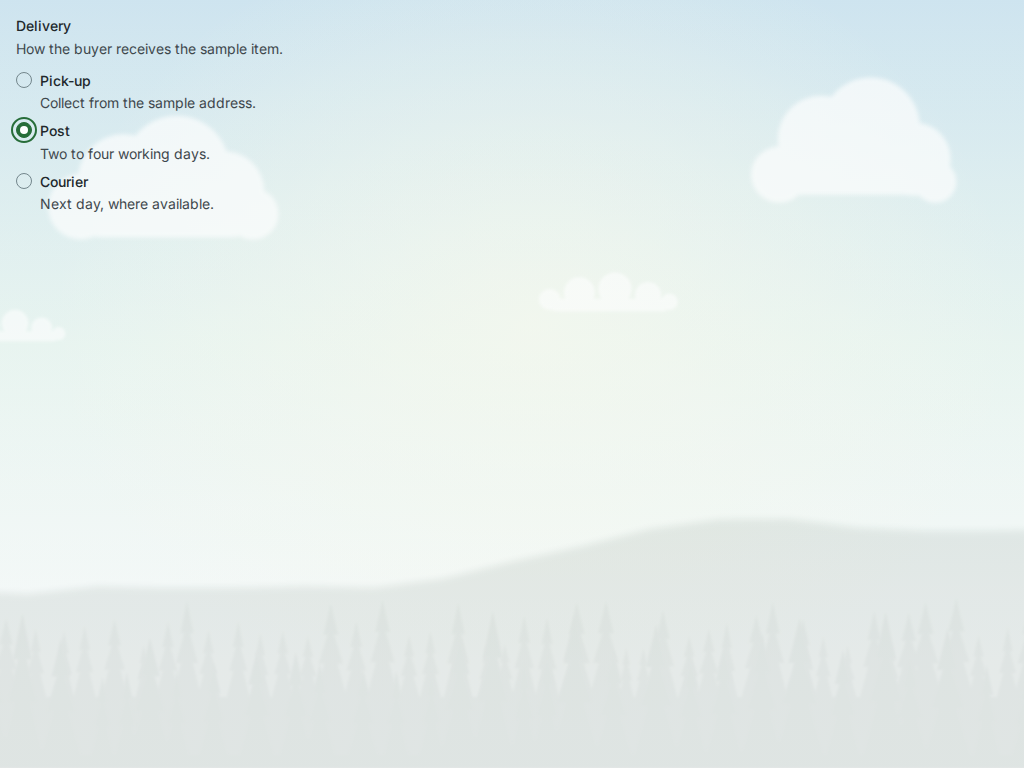 Delivery
How the buyer receives the sample item.
Pick-up
Collect from the sample address.
Post
Two to four working days.
Courier
Next day, where available.